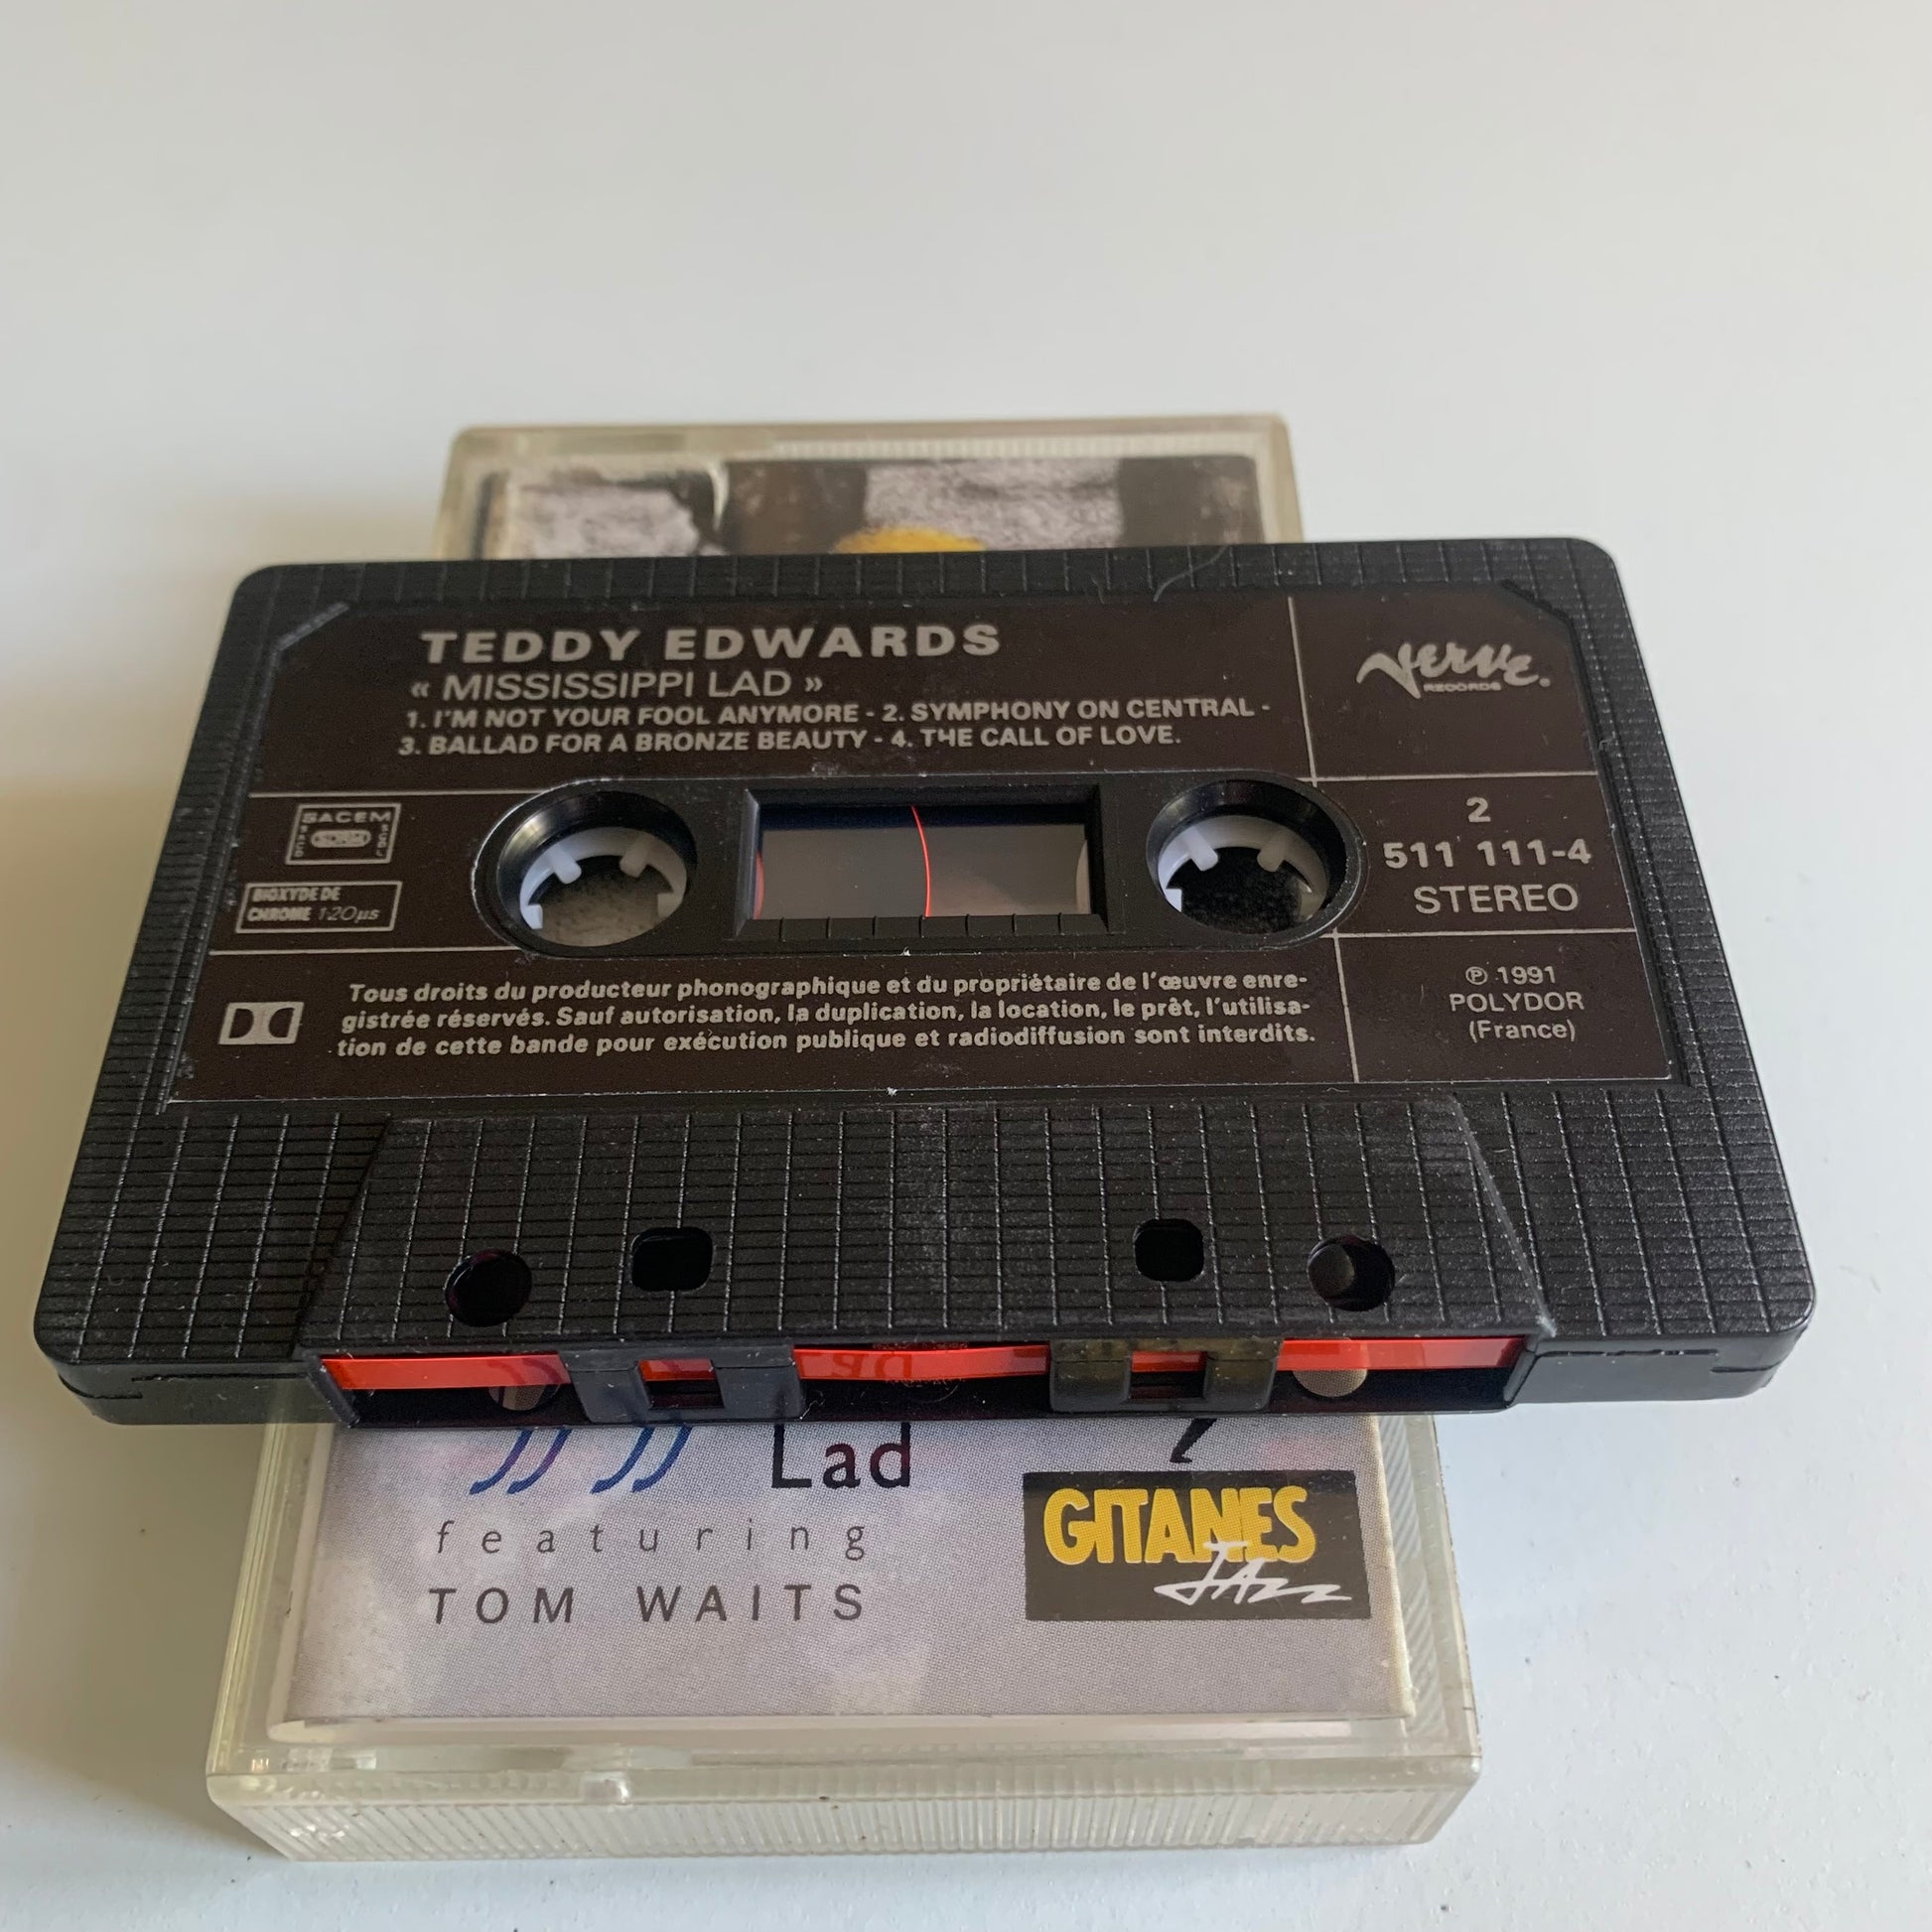 TEDDY EDWARDS
« MISSISSIPPI LAD »
1. I'M NOT YOUR FOOL ANYMORE - 2. SYMPHONY ON CENTRAL -
3. BALLAD FOR A BRONZE BEAUTY - 4. THE CALL OF LOVE.
Verve
RECORDS
SACEM
BIOXYDE DE
CHROME 120µs
2
511 111-4
STEREO
Tous droits du producteur phonographique et du propriétaire de l'œuvre enre-
gistrée réservés. Sauf autorisation, la duplication, la location, le prêt, l'utilisa-
tion de cette bande pour exécution publique et radiodiffusion sont interdits.
℗ 1991
POLYDOR
(France)
Lad
featuring
TOM WAITS
GITANES
JAZZ